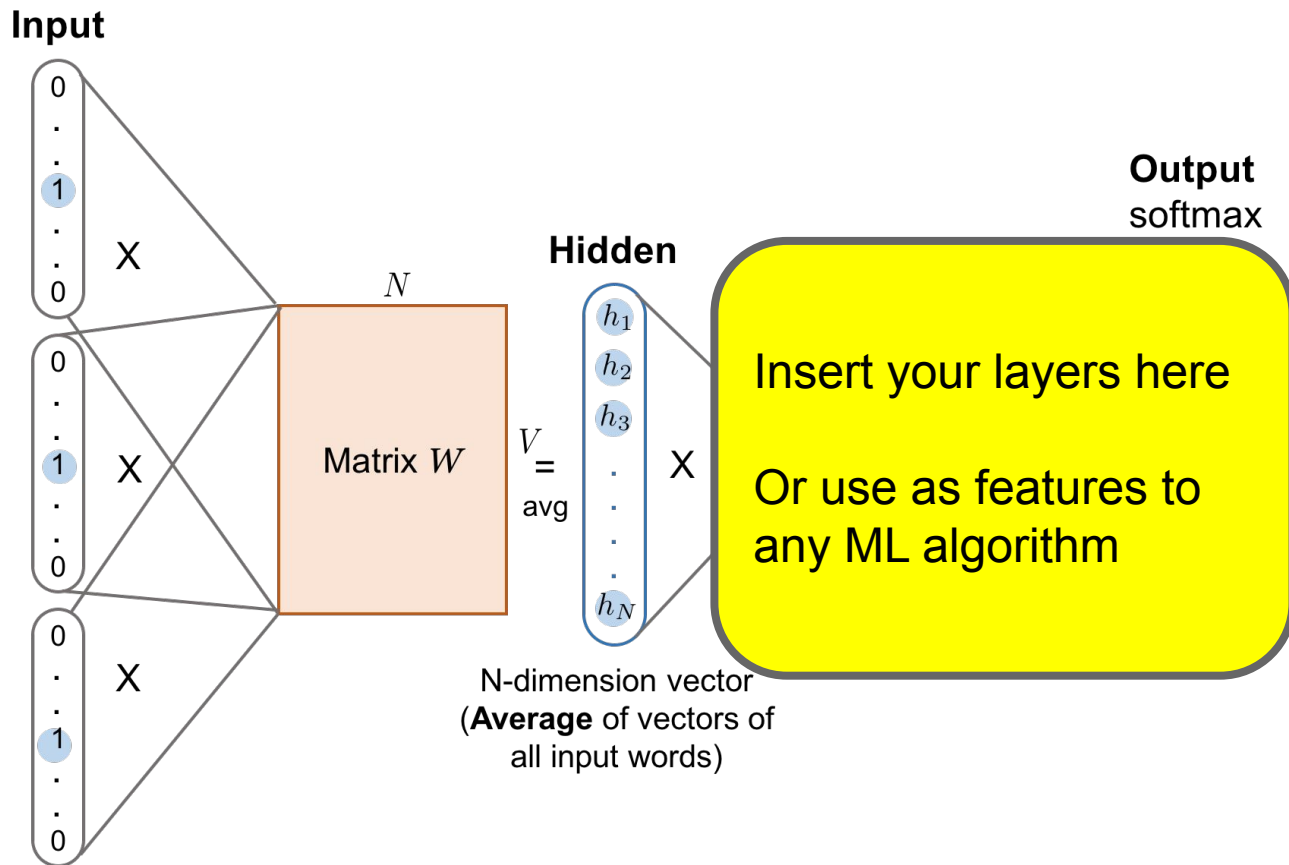 Input
0
.
.
1
.
.
0
X
0
.
.
1
.
.
0
X
0
.
.
1
.
.
0
X
N
Matrix W
V
=
avg
Hidden
h1
h2
h3
.
.
.
.
hN
X
N-dimension vector
(Average of vectors of
all input words)
Output
softmax
Insert your layers here
Or use as features to
any ML algorithm